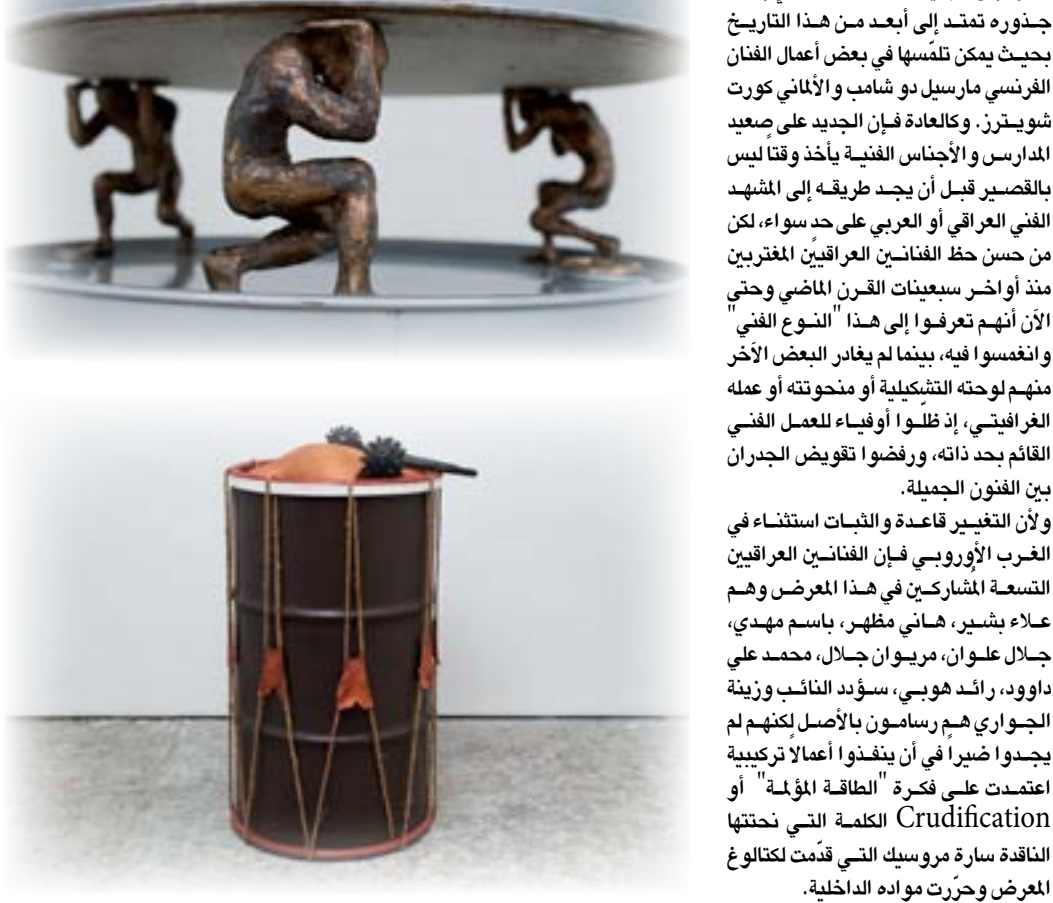 جذوره تمتد إلى أبعد من هذا التاريخ
بحيث يمكن تلمّسها في بعض أعمال الفنان
الفرنسي مارسيل دو شامب والألماني كورت
شويترز. وكالعادة فإن الجديد على صعيد
المدارس والأجناس الفنية يأخذ وقتاً ليس
بالقصير قبل أن يجد طريقه إلى المشهد
الفني العراقي أو العربي على حد سواء، لكن
من حسن حظ الفنانين العراقيين المغتربين
منذ أواخر سبعينات القرن الماضي وحتى
الآن أنهم تعرفوا إلى هذا "النوع الفني"
وانغمسوا فيه، بينما لم يغادر البعض الآخر
منهم لوحته التشكيلية أو منحوتته أو عمله
الغرافيتي، إذ ظلّوا أوفياء للعمل الفني
القائم بحد ذاته، ورفضوا تقويض الجدران
بين الفنون الجميلة.
ولأن التغيير قاعدة والثبات استثناء في
الغرب الأوروبي فإن الفنانين العراقيين
التسعة المُشاركين في هذا المعرض وهم
علاء بشير، هاني مظهر، باسم مهدي،
جلال علوان، مريوان جلال، محمد علي
داوود، رائد هوبي، سؤدد النائب وزينة
الجواري هم رسامون بالأصل لكنهم لم
يجدوا ضيراً في أن ينفذوا أعمالاً تركيبية
اعتمدت على فكرة "الطاقة المؤلمة" أو
Crudification الكلمة التي نحتتها
الناقدة سارة مروسيك التي قدّمت لكتالوغ
المعرض وحرّرت مواده الداخلية.